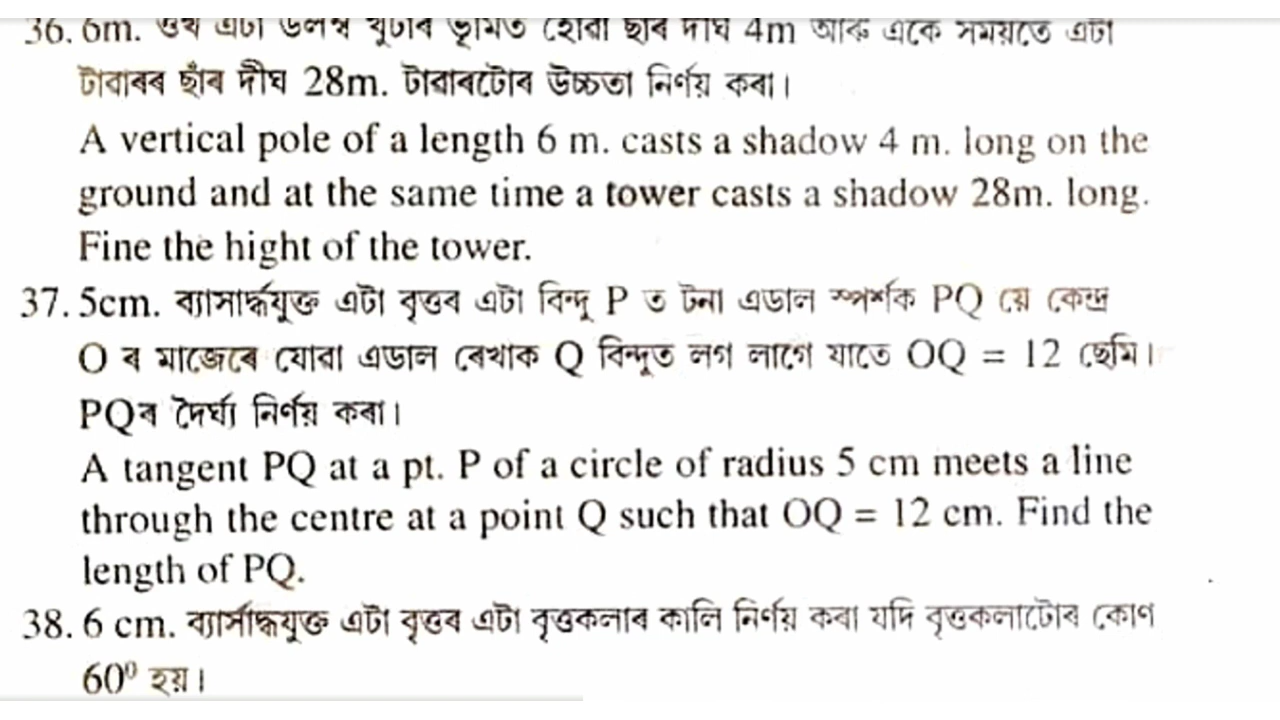 36. 6m. ওখ এটা উলম্ব খুটাৰ ভূমিত হোৱা ছাঁৰ দীঘ 4m আৰু একে সময়তে এটা
টাৱাৰৰ ছাঁৰ দীঘ 28m. টাৱাৰটোৰ উচ্চতা নিৰ্ণয় কৰা।
A vertical pole of a length 6 m. casts a shadow 4 m. long on the
ground and at the same time a tower casts a shadow 28m. long.
Fine the hight of the tower.
37. 5cm. ব্যাসাৰ্দ্ধযুক্ত এটা বৃত্তৰ এটা বিন্দু P ত টনা এডাল স্পৰ্শক PQ য়ে কেন্দ্ৰ
O ৰ মাজেৰে যোৱা এডাল ৰেখাক Q বিন্দুত লগ লাগে যাতে OQ = 12 ছেমি।
PQৰ দৈৰ্ঘ্য নিৰ্ণয় কৰা।
A tangent PQ at a pt. P of a circle of radius 5 cm meets a line
through the centre at a point Q such that OQ = 12 cm. Find the
length of PQ.
38. 6 cm. ব্যাৰ্সাদ্ধযুক্ত এটা বৃত্তৰ এটা বৃত্তকলাৰ কালি নিৰ্ণয় কৰা যদি বৃত্তকলাটোৰ কোণ
60⁰ হয়।